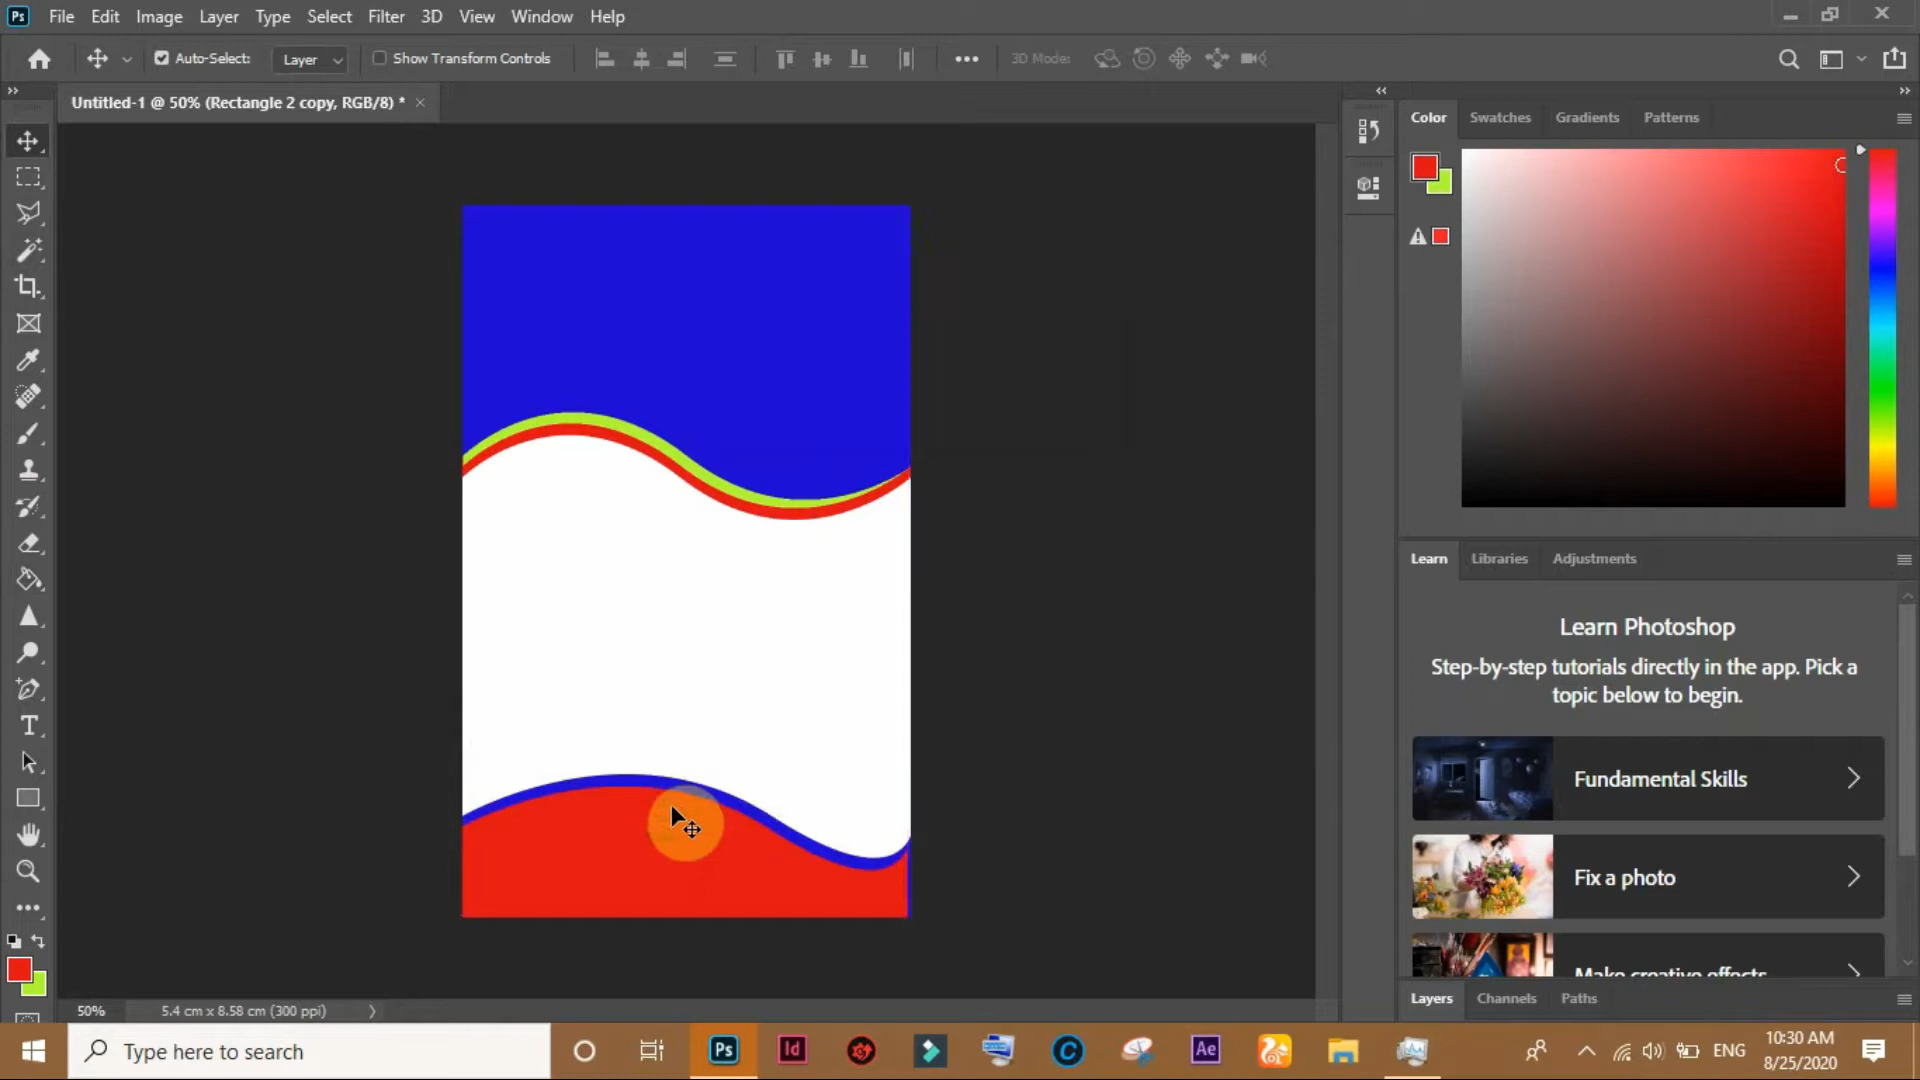 Ps File Edit Image Layer Type Select Filter 3D View Window Help
Auto-Select: Layer Show Transform Controls 3D Mode:
Untitled-1 @ 50% (Rectangle 2 copy, RGB/8) *
Color Swatches Gradients Patterns
Learn Libraries Adjustments
Learn Photoshop
Step-by-step tutorials directly in the app. Pick a
topic below to begin.
Fundamental Skills
Fix a photo
Make creative effects
Layers Channels Paths
50% 5.4 cm x 8.58 cm (300 ppi)
Type here to search
Ps Id Ae
ENG
10:30 AM
8/25/2020